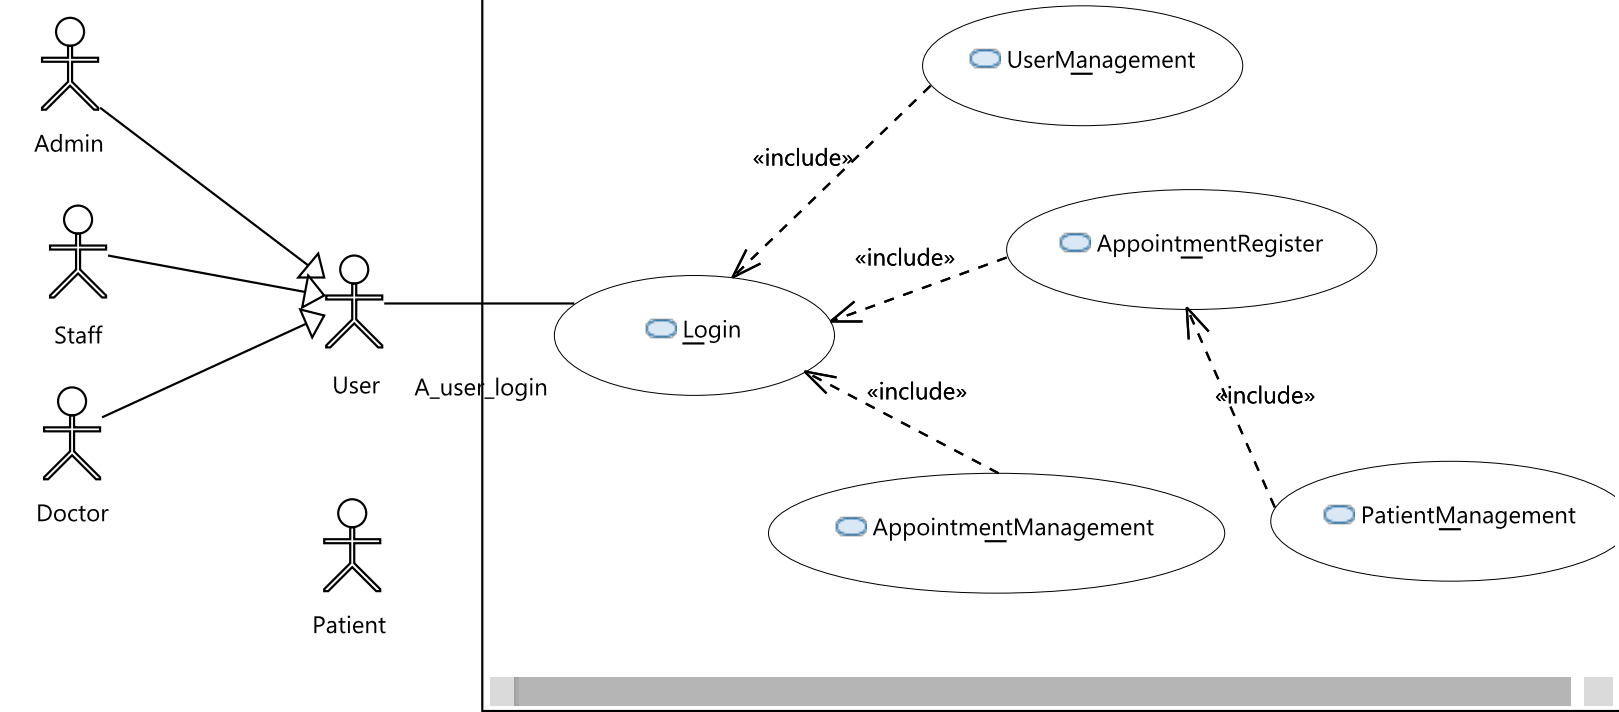 UserManagement
Admin
«include»
AppointmentRegister
«include»
Staff
Login
User
A_user_login
«include»
«include»
Doctor
AppointmentManagement
PatientManagement
Patient